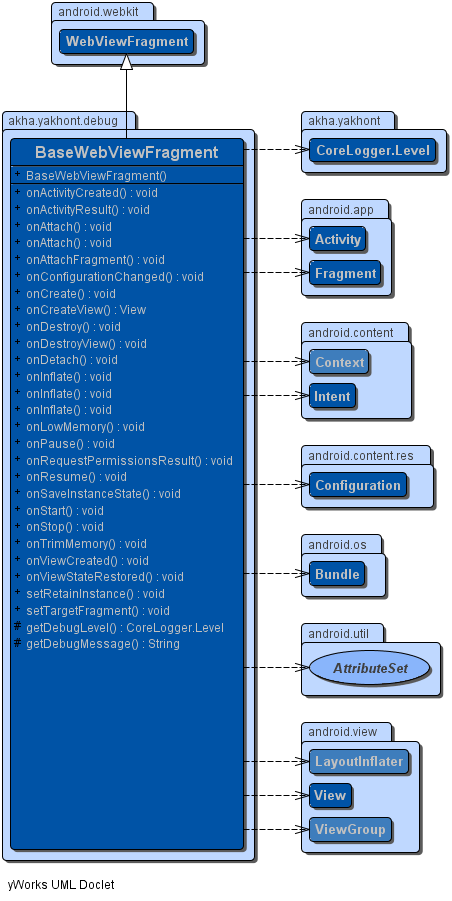 android.webkit
WebViewFragment
akha.yakhont.debug
BaseWebViewFragment
+ BaseWebViewFragment()
+ onActivityCreated() : void
+ onActivityResult() : void
+ onAttach() : void
+ onAttach() : void
+ onAttachFragment() : void
+ onConfigurationChanged() : void
+ onCreate() : void
+ onCreateView() : View
+ onDestroy() : void
+ onDestroyView() : void
+ onDetach() : void
+ onInflate() : void
+ onInflate() : void
+ onInflate() : void
+ onLowMemory() : void
+ onPause() : void
+ onRequestPermissionsResult() : void
+ onResume() : void
+ onSaveInstanceState() : void
+ onStart() : void
+ onStop() : void
+ onTrimMemory() : void
+ onViewCreated() : void
+ onViewStateRestored() : void
+ setRetainInstance() : void
+ setTargetFragment() : void
# getDebugLevel() : CoreLogger.Level
# getDebugMessage() : String
akha.yakhont
CoreLogger.Level
android.app
Activity
Fragment
android.content
Context
Intent
android.content.res
Configuration
android.os
Bundle
android.util
AttributeSet
android.view
LayoutInflater
View
ViewGroup
yWorks UML Doclet